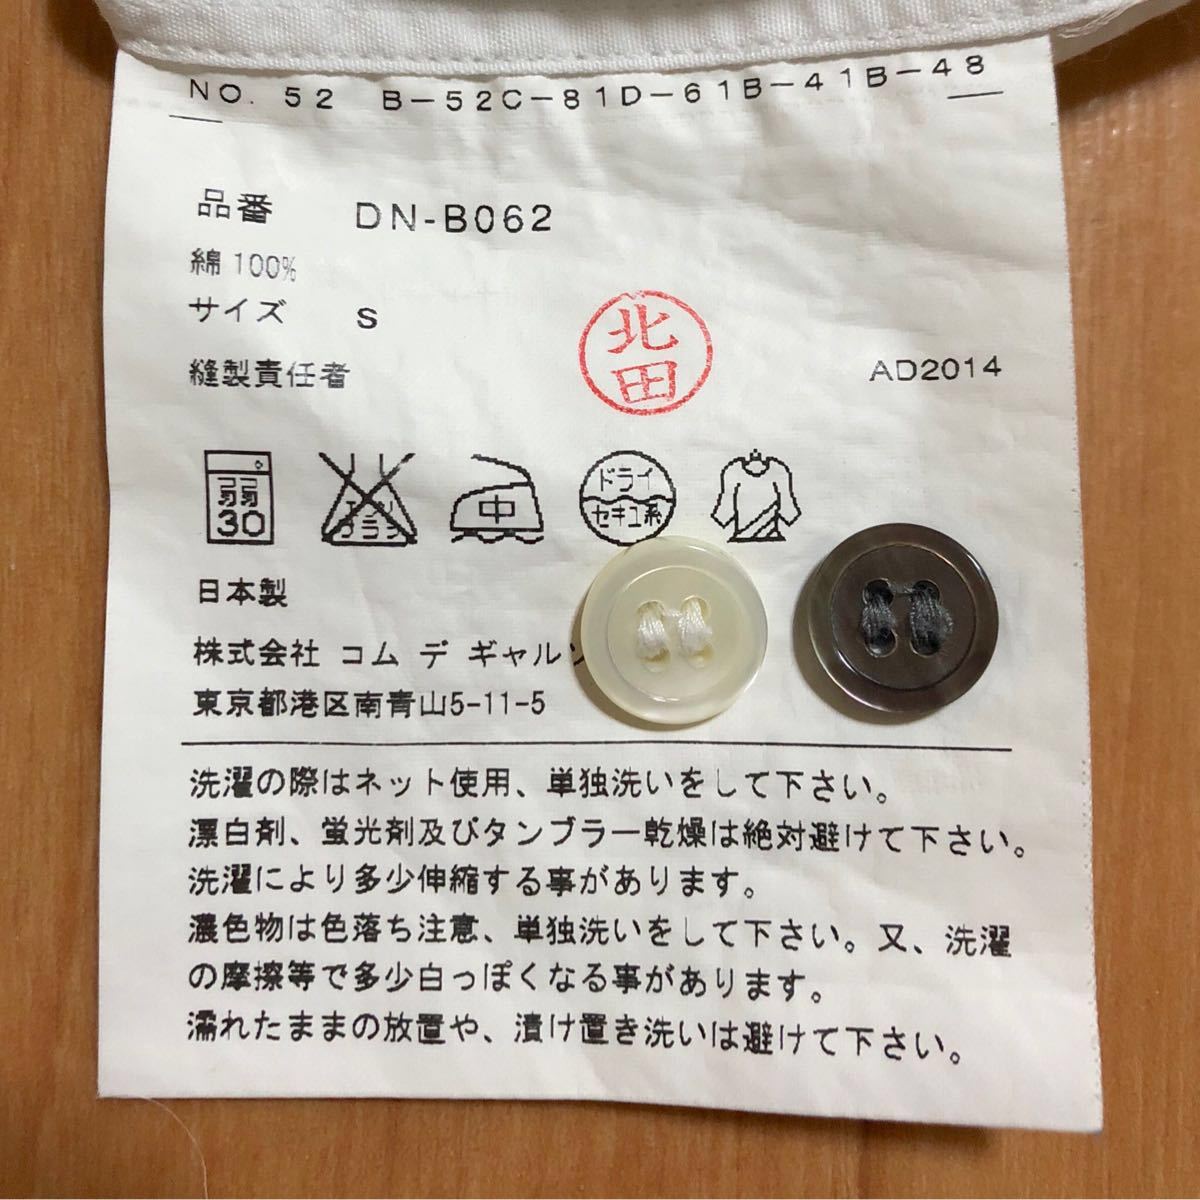 NO. 52 B-52C-81D-61B-41B-48
品番 DN-B062
綿 100%
サイズ S
縫製責任者 北田 AD2014
弱 30 エンソ ブラシ 中 ドライ セキユ系
日本製
株式会社 コム デ ギャルソ
東京都港区南青山5-11-5
洗濯の際はネット使用、単独洗いをして下さい。
漂白剤、蛍光剤及びタンブラー乾燥は絶対避けて下さい。
洗濯により多少伸縮する事があります。
濃色物は色落ち注意、単独洗いをして下さい。又、洗濯
の摩擦等で多少白っぽくなる事があります。
濡れたままの放置や、漬け置き洗いは避けて下さい。